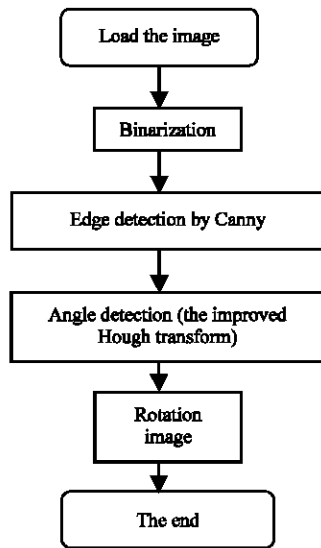 Load the image
Binarization
Edge detection by Canny
Angle detection (the improved
Hough transform)
Rotation
image
The end